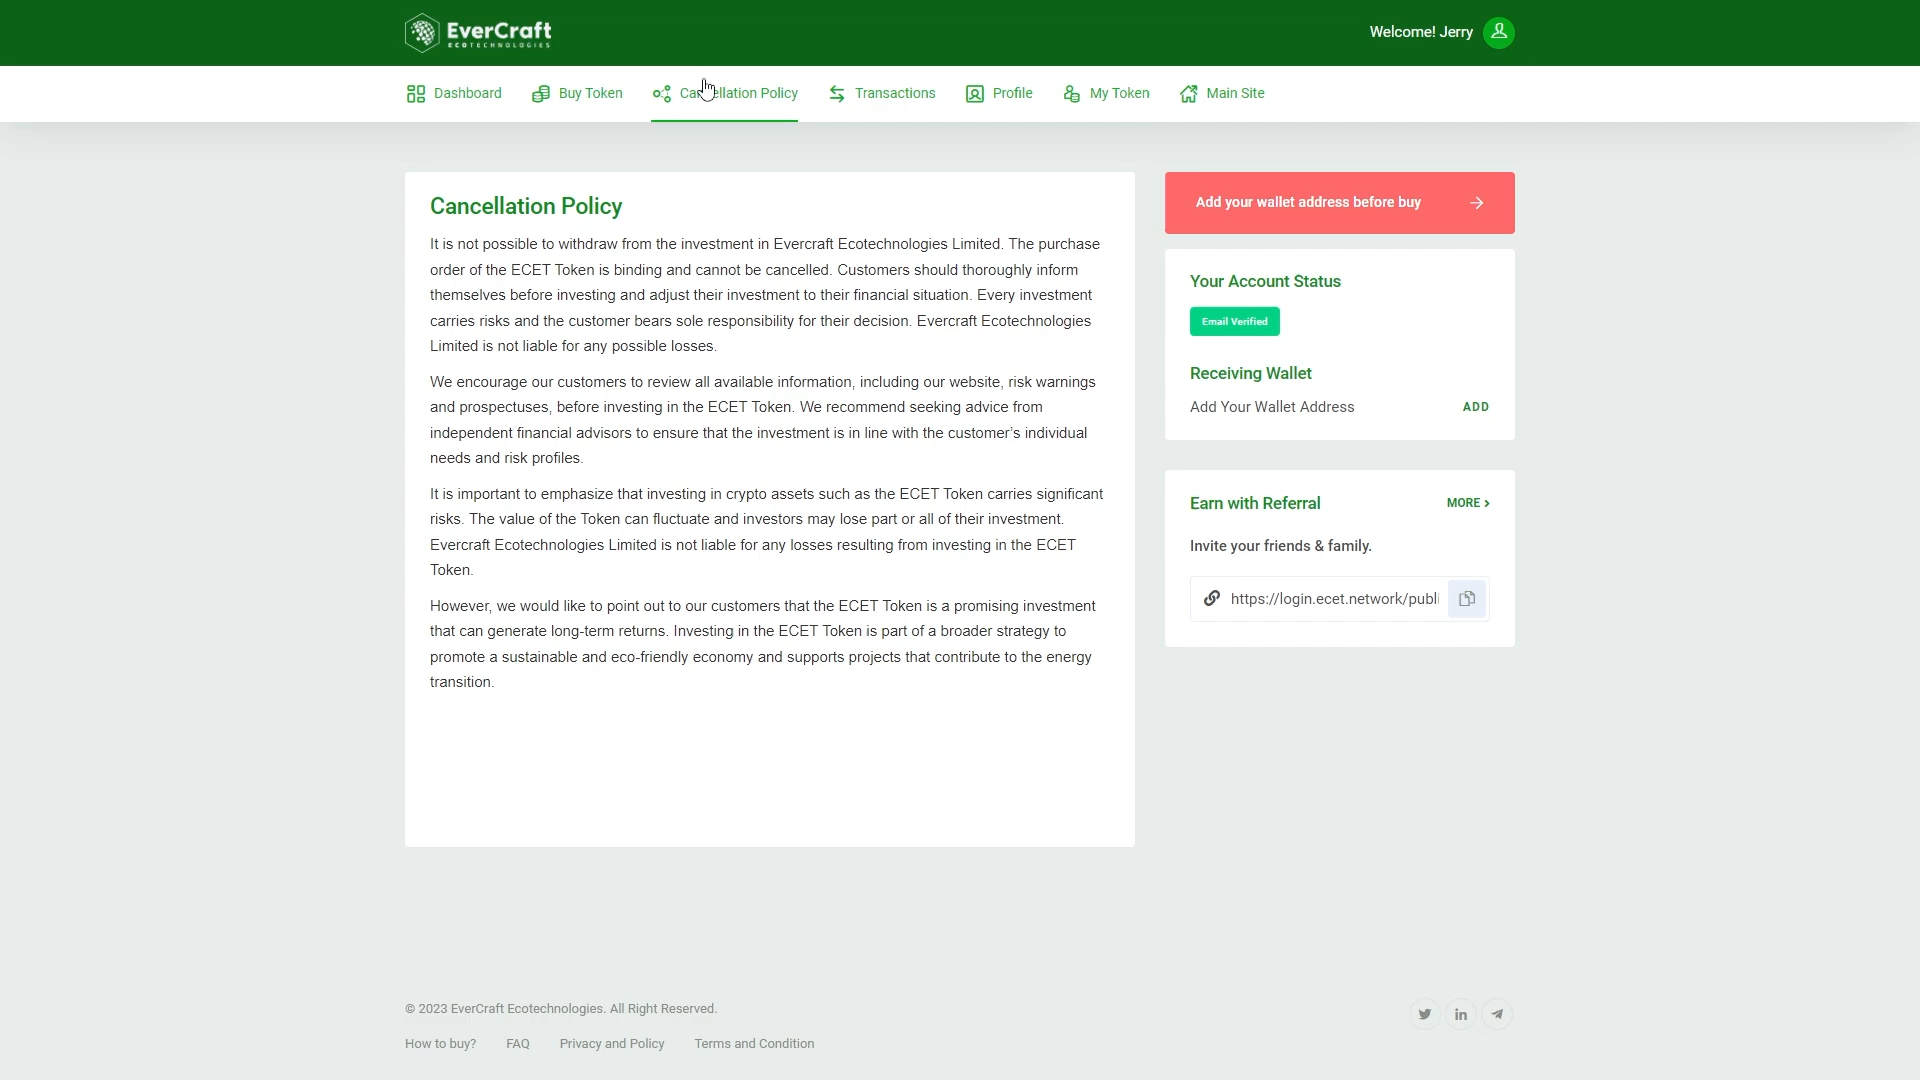 EverCraft
ECOTECHNOLOGIES
Welcome! Jerry
Dashboard
Buy Token
Cancellation Policy
Transactions
Profile
My Token
Main Site
Cancellation Policy
It is not possible to withdraw from the investment in Evercraft Ecotechnologies Limited. The purchase
order of the ECET Token is binding and cannot be cancelled. Customers should thoroughly inform
themselves before investing and adjust their investment to their financial situation. Every investment
carries risks and the customer bears sole responsibility for their decision. Evercraft Ecotechnologies
Limited is not liable for any possible losses.
We encourage our customers to review all available information, including our website, risk warnings
and prospectuses, before investing in the ECET Token. We recommend seeking advice from
independent financial advisors to ensure that the investment is in line with the customer's individual
needs and risk profiles.
It is important to emphasize that investing in crypto assets such as the ECET Token carries significant
risks. The value of the Token can fluctuate and investors may lose part or all of their investment.
Evercraft Ecotechnologies Limited is not liable for any losses resulting from investing in the ECET
Token.
However, we would like to point out to our customers that the ECET Token is a promising investment
that can generate long-term returns. Investing in the ECET Token is part of a broader strategy to
promote a sustainable and eco-friendly economy and supports projects that contribute to the energy
transition.
Add your wallet address before buy
Your Account Status
Email Verified
Receiving Wallet
Add Your Wallet Address
ADD
Earn with Referral
MORE
Invite your friends & family.
https://login.ecet.network/publi
© 2023 EverCraft Ecotechnologies. All Right Reserved.
How to buy?
FAQ
Privacy and Policy
Terms and Condition